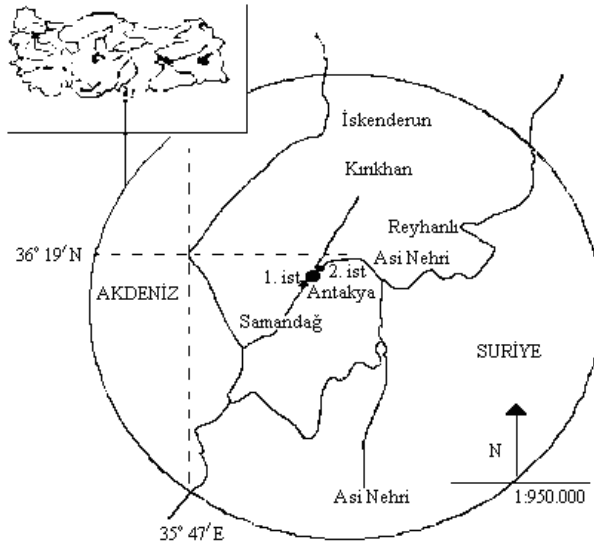 İskenderun
Kırıkhan
Reyhanlı
36° 19′ N
Asi Nehri
1. ist
2. ist
AKDENİZ
Antakya
Samandağ
SURİYE
N
Asi Nehri
1:950.000
35° 47′ E